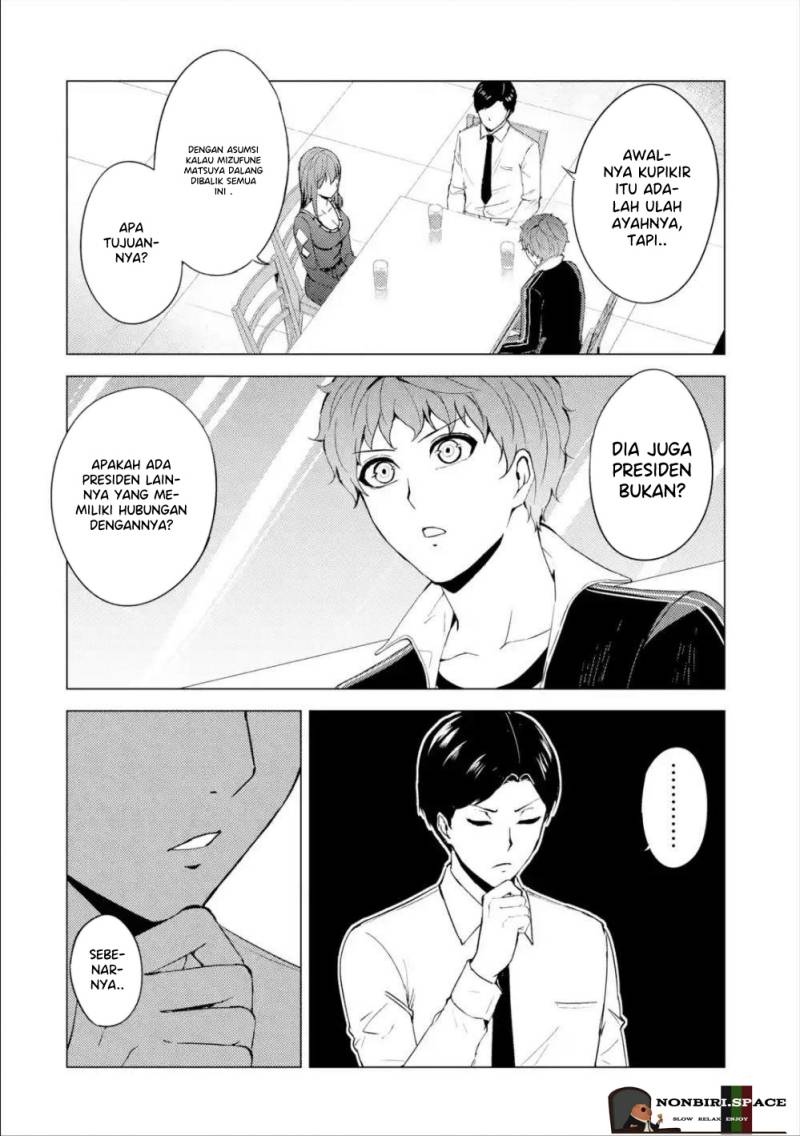 AWAL-
NYA KUPIKIR
ITU ADA-
LAH ULAH
AYAHNYA,
TAPI..
DENGAN ASUMSI
KALAU MIZUFUNE
MATSUYA DALANG
DIBALIK SEMUA
INI .
APA
TUJUAN-
NYA?
DIA JUGA
PRESIDEN
BUKAN?
APAKAH ADA
PRESIDEN LAIN-
NYA YANG ME-
MILIKI HUBUNGAN
DENGANNYA?
.........
SEBE-
NAR-
NYA..
NONBIRI.SPACE
SLOW RELAX ENJOY